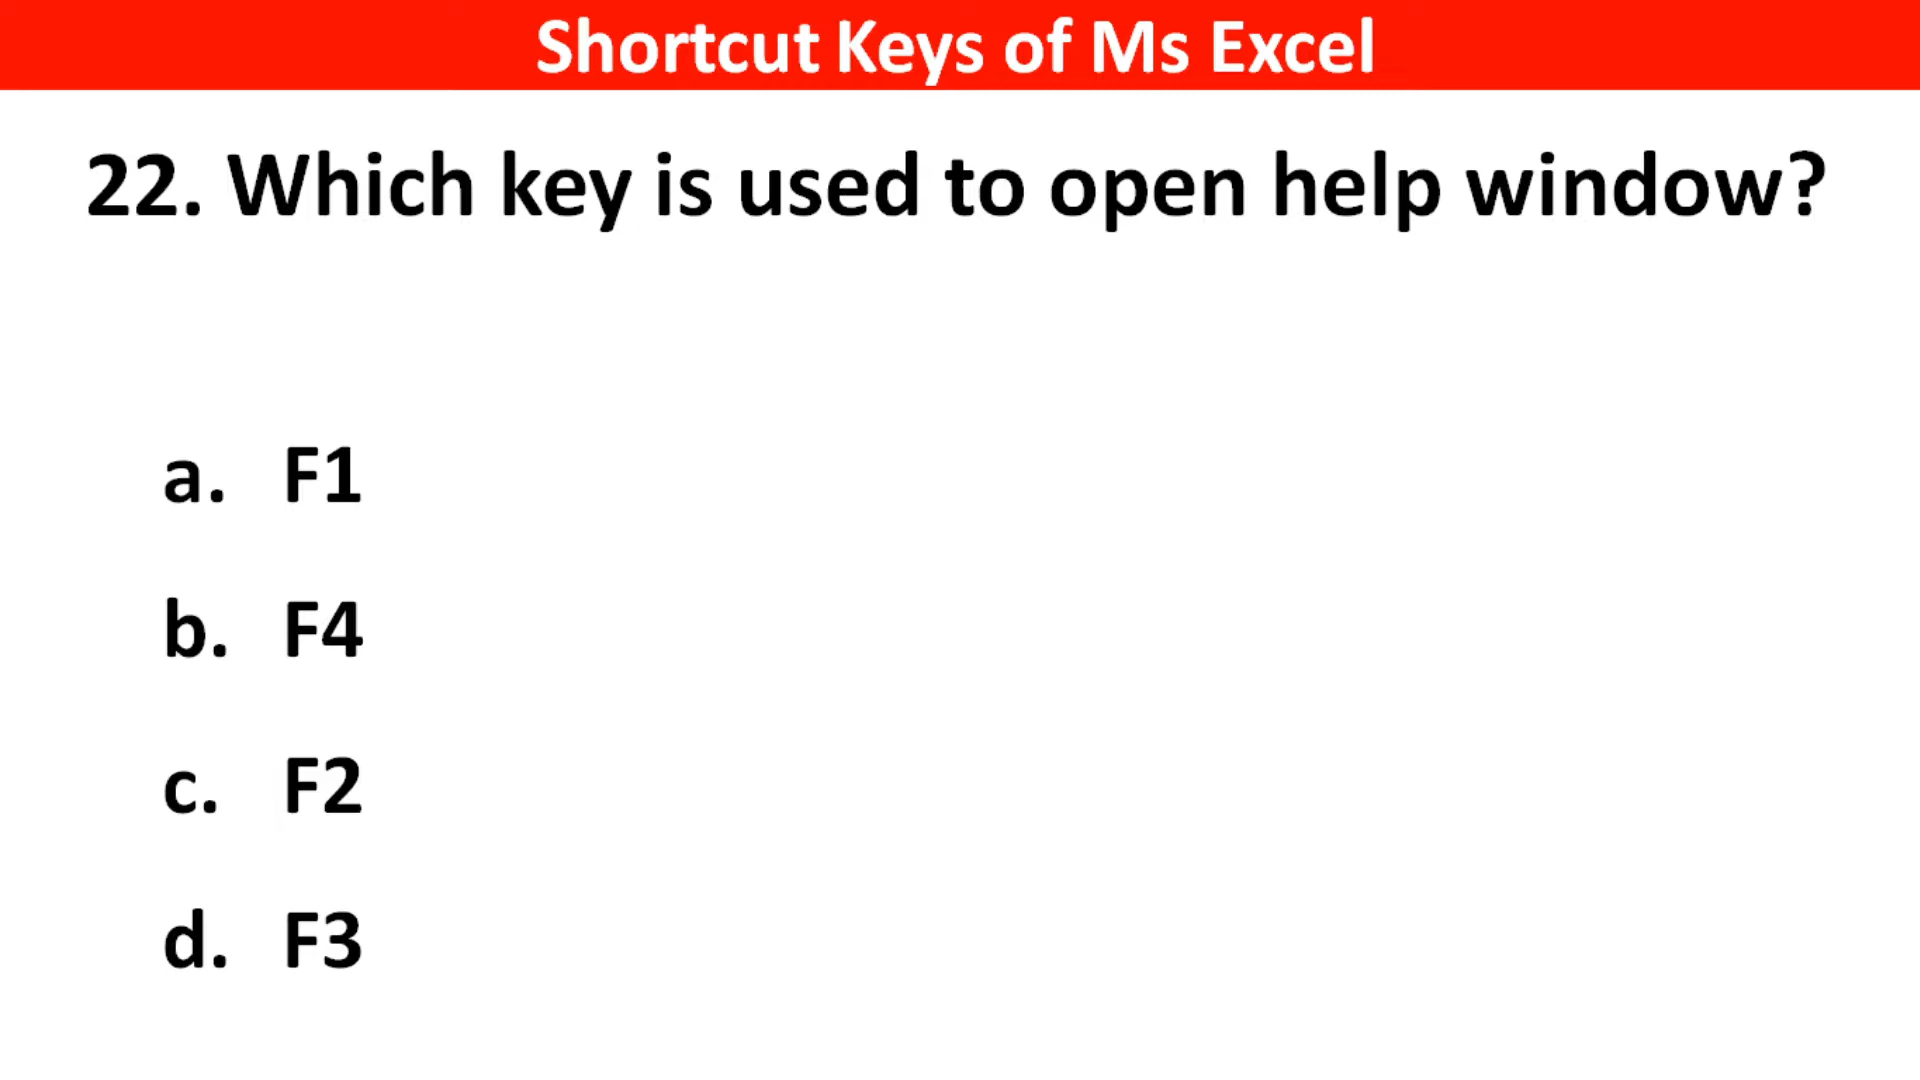 Shortcut Keys of Ms Excel
22. Which key is used to open help window?
a. F1
b. F4
c. F2
d. F3